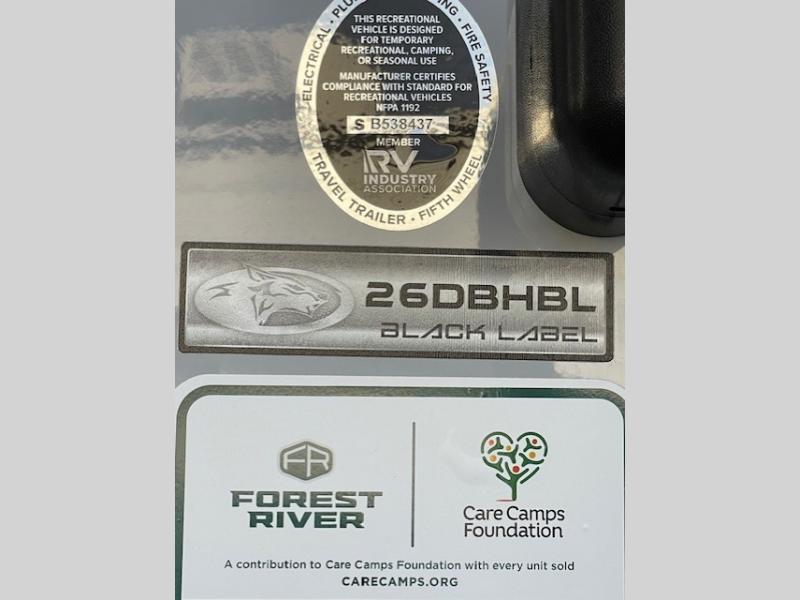 ELECTRICAL • FIRE SAFETY
THIS RECREATIONAL
VEHICLE IS DESIGNED
FOR TEMPORARY
RECREATIONAL, CAMPING,
OR SEASONAL USE
MANUFACTURER CERTIFIES
COMPLIANCE WITH STANDARD FOR
RECREATIONAL VEHICLES
NFPA 1192
S B538437
MEMBER
RV
INDUSTRY
ASSOCIATION
TRAVEL TRAILER • FIFTH WHEEL
26DBHBL
BLACK LABEL
FR
FOREST
RIVER
Care Camps
Foundation
A contribution to Care Camps Foundation with every unit sold
CARECAMPS.ORG